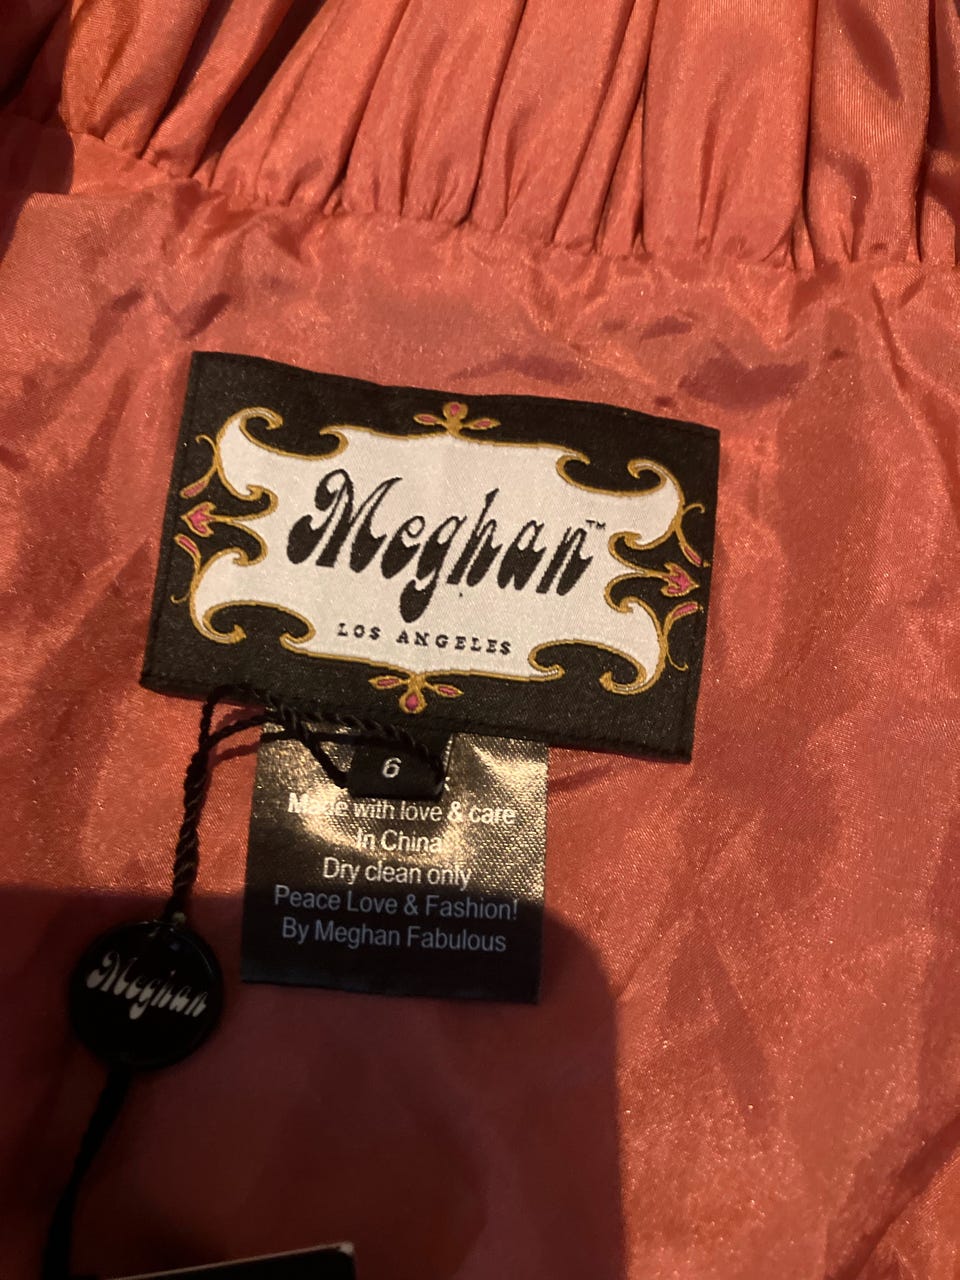 Meghan™
LOS ANGELES
6
Made with love & care
In China
Dry clean only
Peace Love & Fashion!
By Meghan Fabulous
Meghan